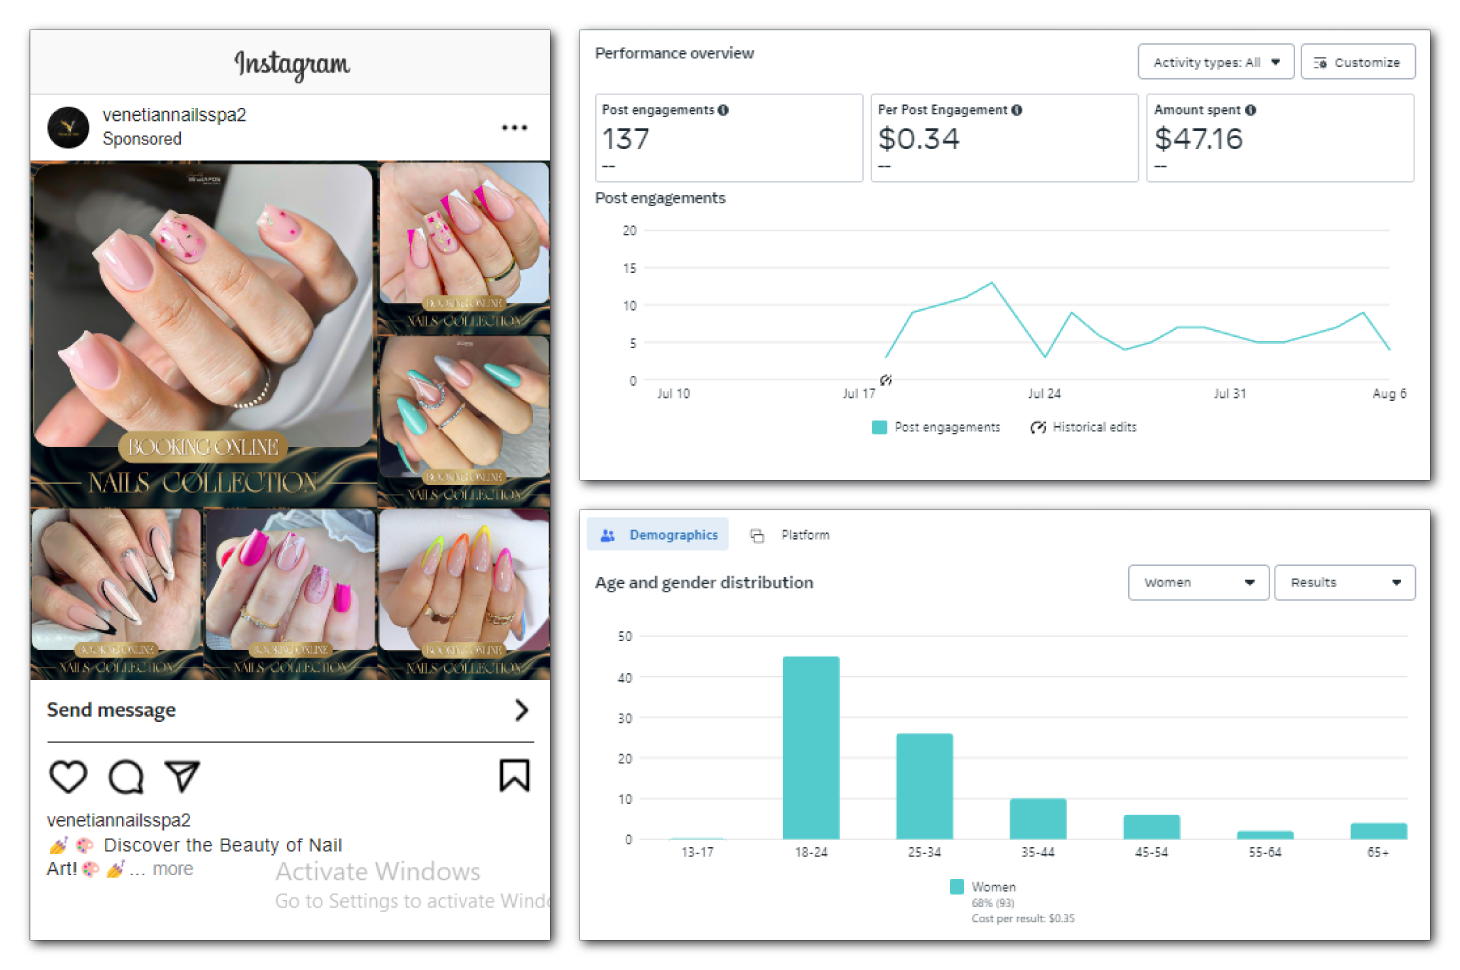 Instagram
venetiannailsspa2
Sponsored
BOOKING ONLINE
NAILS COLLECTION
BOOKING ONLINE
NAILS COLLECTION
BOOKING ONLINE
NAILS COLLECTION
BOOKING ONLINE
NAILS COLLECTION
BOOKING ONLINE
NAILS COLLECTION
BOOKING ONLINE
NAILS COLLECTION
Send message
venetiannailsspa2
Discover the Beauty of Nail
Art! ... more
Activate Windows
Go to Settings to activate Windo
Performance overview
Activity types: All
Customize
Post engagements
137
--
Per Post Engagement
$0.34
--
Amount spent
$47.16
--
Post engagements
20
15
10
5
0
Jul 10 Jul 17 Jul 24 Jul 31 Aug 6
Post engagements Historical edits
Demographics Platform
Age and gender distribution
Women
Results
50
40
30
20
10
0
13-17 18-24 25-34 35-44 45-54 55-64 65+
Women
68% (93)
Cost per result: $0.35